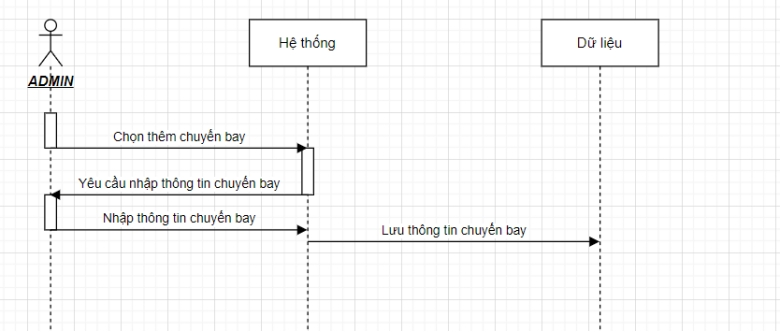 Hệ thống
Dữ liệu
ADMIN
Chọn thêm chuyến bay
Yêu cầu nhập thông tin chuyến bay
Nhập thông tin chuyến bay
Lưu thông tin chuyến bay